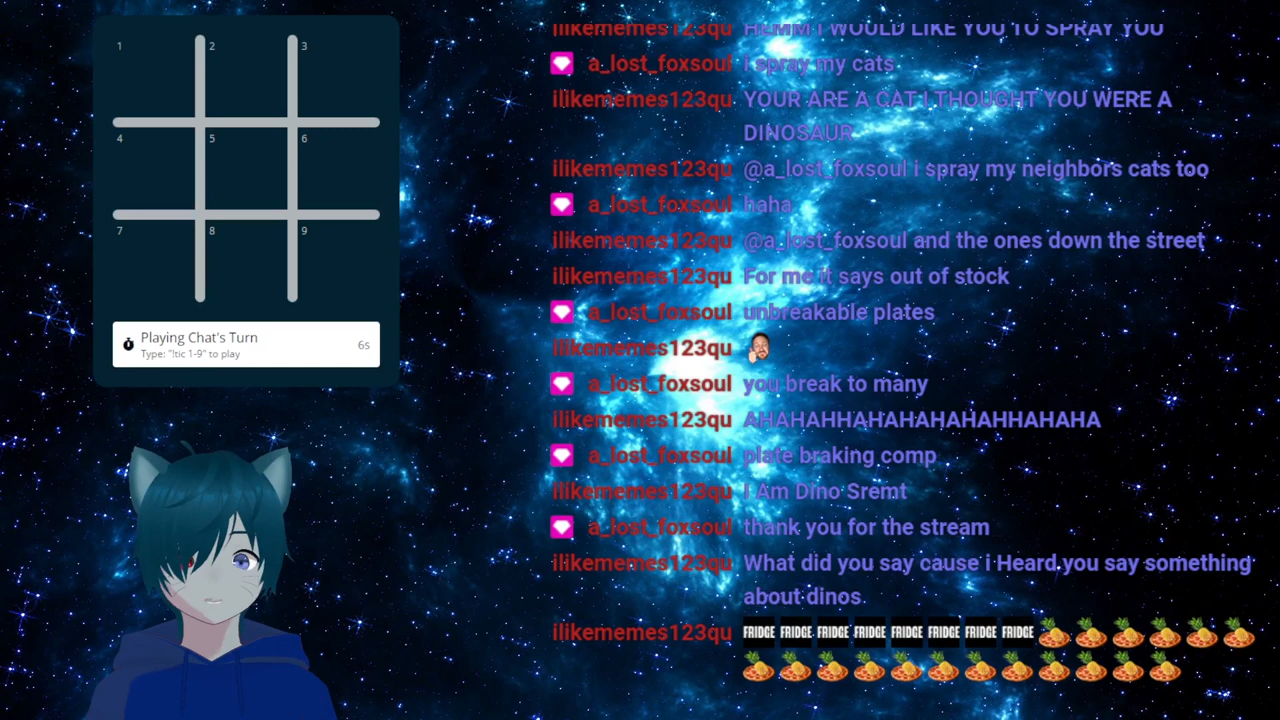 1 2 3
4 5 6
7 8 9
Playing Chat's Turn
6s
Type: "!tic 1-9" to play
ilikememes123qu HEMM I WOULD LIKE YOU TO SPRAY YOU
a_lost_foxsoul i spray my cats
ilikememes123qu YOUR ARE A CAT I THOUGHT YOU WERE A
DINOSAUR
ilikememes123qu @a_lost_foxsoul i spray my neighbors cats too
a_lost_foxsoul haha
ilikememes123qu @a_lost_foxsoul and the ones down the street
ilikememes123qu For me it says out of stock
a_lost_foxsoul unbreakable plates
ilikememes123qu
a_lost_foxsoul you break to many
ilikememes123qu AHAHAHHAHAHAHAHAHHAHAHA
a_lost_foxsoul plate braking comp
ilikememes123qu I Am Dino Sremt
a_lost_foxsoul thank you for the stream
ilikememes123qu What did you say cause i Heard you say something
about dinos
ilikememes123qu FRIDGE FRIDGE FRIDGE FRIDGE FRIDGE FRIDGE FRIDGE FRIDGE